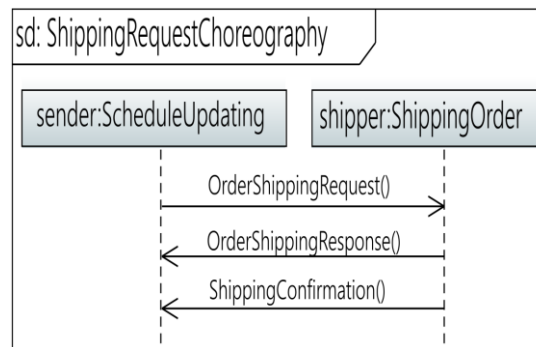 sd: ShippingRequestChoreography
sender:ScheduleUpdating
shipper:ShippingOrder
OrderShippingRequest()
OrderShippingResponse()
ShippingConfirmation()